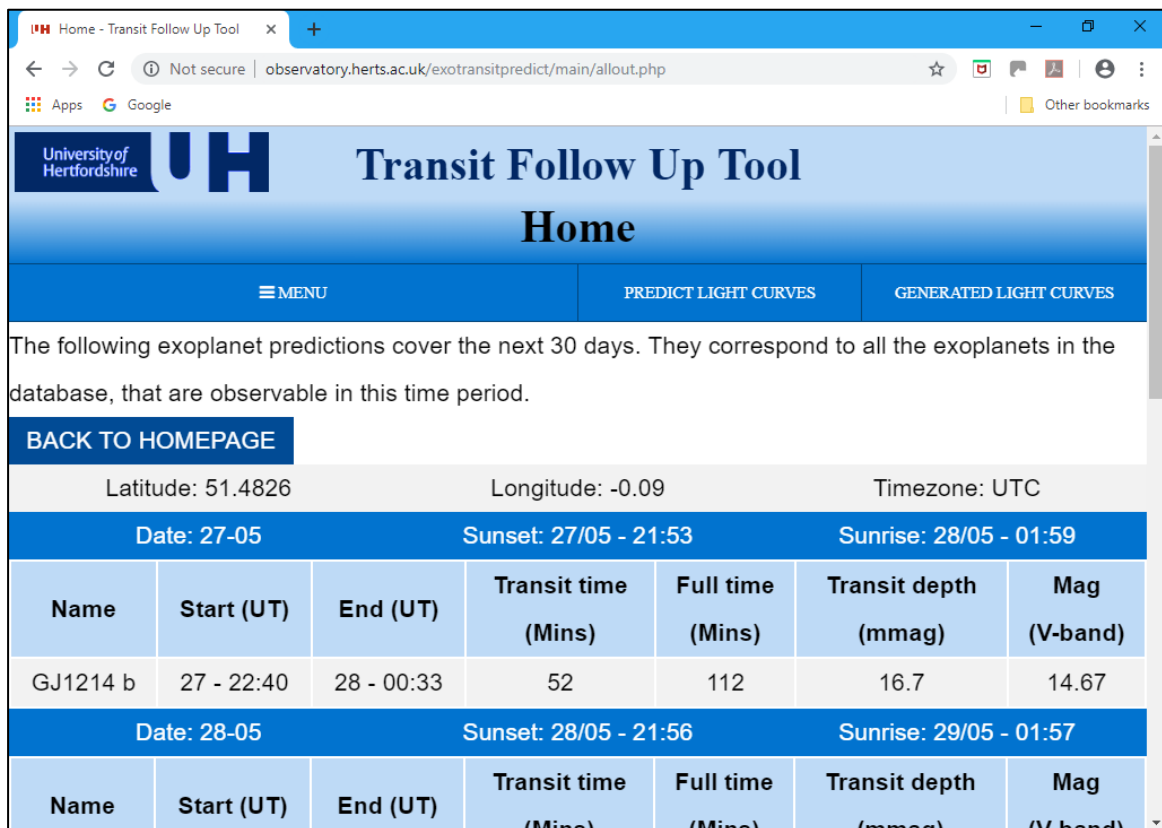 Home - Transit Follow Up Tool
Not secure | observatory.herts.ac.uk/exotransitpredict/main/allout.php
Apps Google Other bookmarks
University of
Hertfordshire UH
Transit Follow Up Tool
Home
MENU PREDICT LIGHT CURVES GENERATED LIGHT CURVES
The following exoplanet predictions cover the next 30 days. They correspond to all the exoplanets in the
database, that are observable in this time period.
BACK TO HOMEPAGE
Latitude: 51.4826 Longitude: -0.09 Timezone: UTC
Date: 27-05 Sunset: 27/05 - 21:53 Sunrise: 28/05 - 01:59
Name Start (UT) End (UT) Transit time (Mins) Full time (Mins) Transit depth (mmag) Mag (V-band)
GJ1214 b 27 - 22:40 28 - 00:33 52 112 16.7 14.67
Date: 28-05 Sunset: 28/05 - 21:56 Sunrise: 29/05 - 01:57
Name Start (UT) End (UT) Transit time (Mins) Full time (Mins) Transit depth (mmag) Mag (V-band)